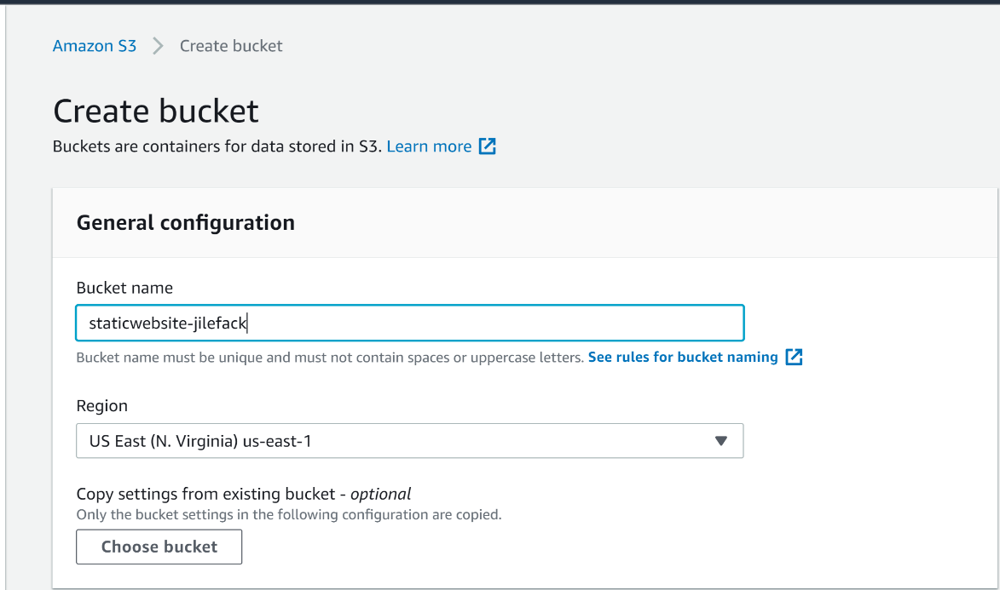 Amazon S3 > Create bucket
Create bucket
Buckets are containers for data stored in S3. Learn more
General configuration
Bucket name
staticwebsite-jilefack
Bucket name must be unique and must not contain spaces or uppercase letters. See rules for bucket naming
Region
US East (N. Virginia) us-east-1
Copy settings from existing bucket - optional
Only the bucket settings in the following configuration are copied.
Choose bucket